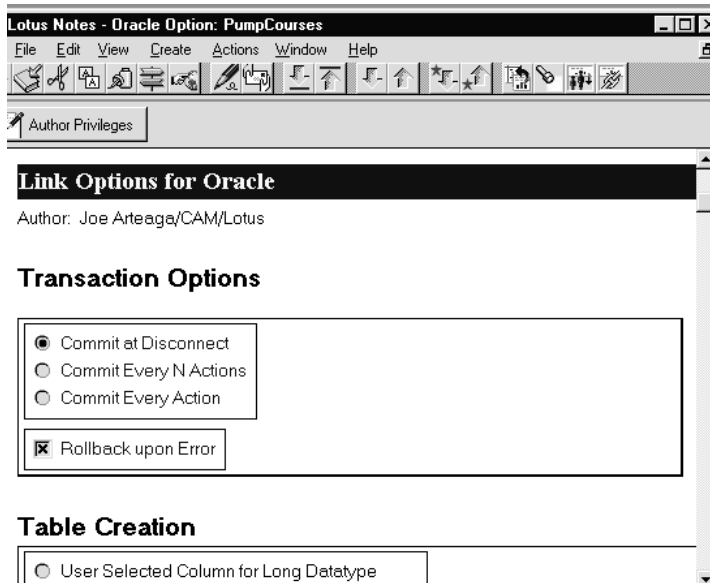 Lotus Notes - Oracle Option: PumpCourses
File Edit View Create Actions Window Help
Author Privileges
Link Options for Oracle
Author: Joe Arteaga/CAM/Lotus
Transaction Options
Commit at Disconnect
Commit Every N Actions
Commit Every Action
Rollback upon Error
Table Creation
User Selected Column for Long Datatype